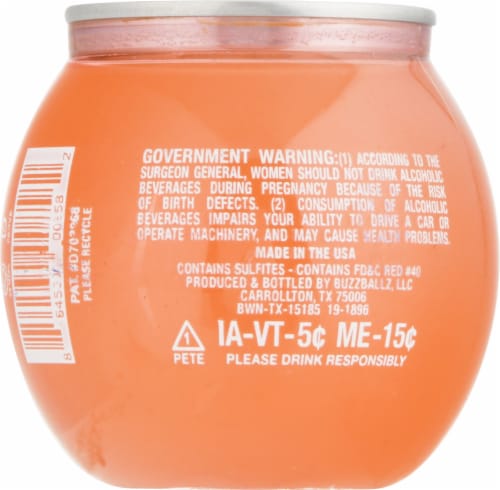 GOVERNMENT WARNING:(1) ACCORDING TO THE
SURGEON GENERAL, WOMEN SHOULD NOT DRINK ALCOHOLIC
BEVERAGES DURING PREGNANCY BECAUSE OF THE RISK
OF BIRTH DEFECTS. (2) CONSUMPTION OF ALCOHOLIC
BEVERAGES IMPAIRS YOUR ABILITY TO DRIVE A CAR OR
OPERATE MACHINERY, AND MAY CAUSE HEALTH PROBLEMS.
MADE IN THE USA
CONTAINS SULFITES - CONTAINS FD&C RED #40
PRODUCED & BOTTLED BY BUZZBALLZ, LLC
CARROLLTON, TX 75006
BWN-TX-15185 19-1896
1
PETE
IA-VT-5¢ ME-15¢
PLEASE DRINK RESPONSIBLY
PLEASE RECYCLE